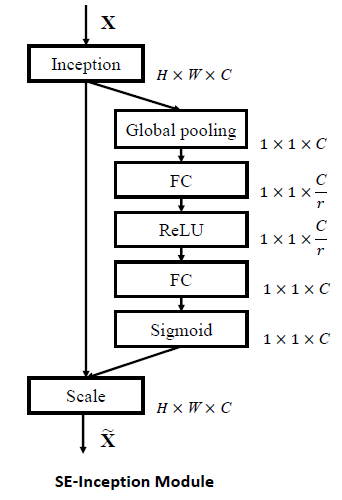 X
Inception
H × W × C
Global pooling
1 × 1 × C
FC
1 × 1 × C/r
ReLU
1 × 1 × C/r
FC
1 × 1 × C
Sigmoid
1 × 1 × C
Scale
H × W × C
X̃
SE-Inception Module